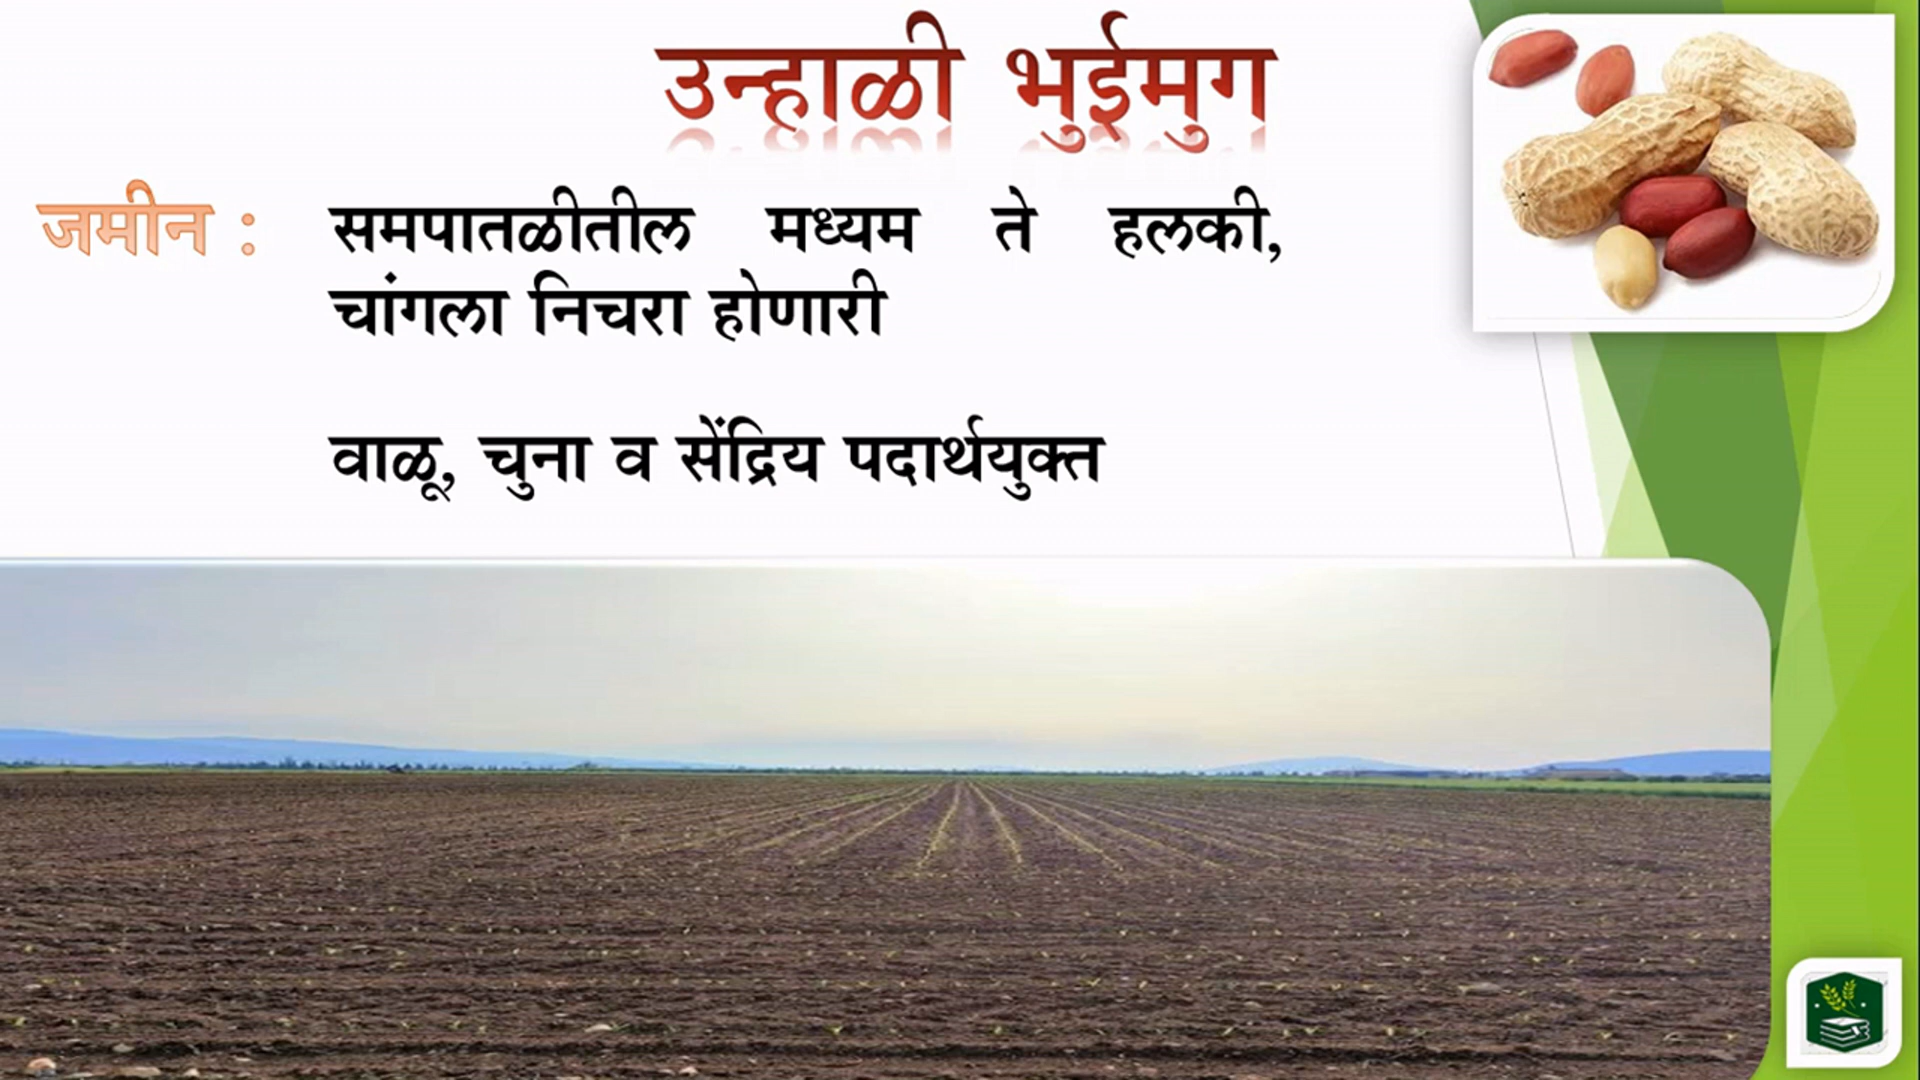 उन्हाळी भुईमुग
जमीन : समपातळीतील मध्यम ते हलकी,
चांगला निचरा होणारी
वाळू, चुना व सेंद्रिय पदार्थयुक्त